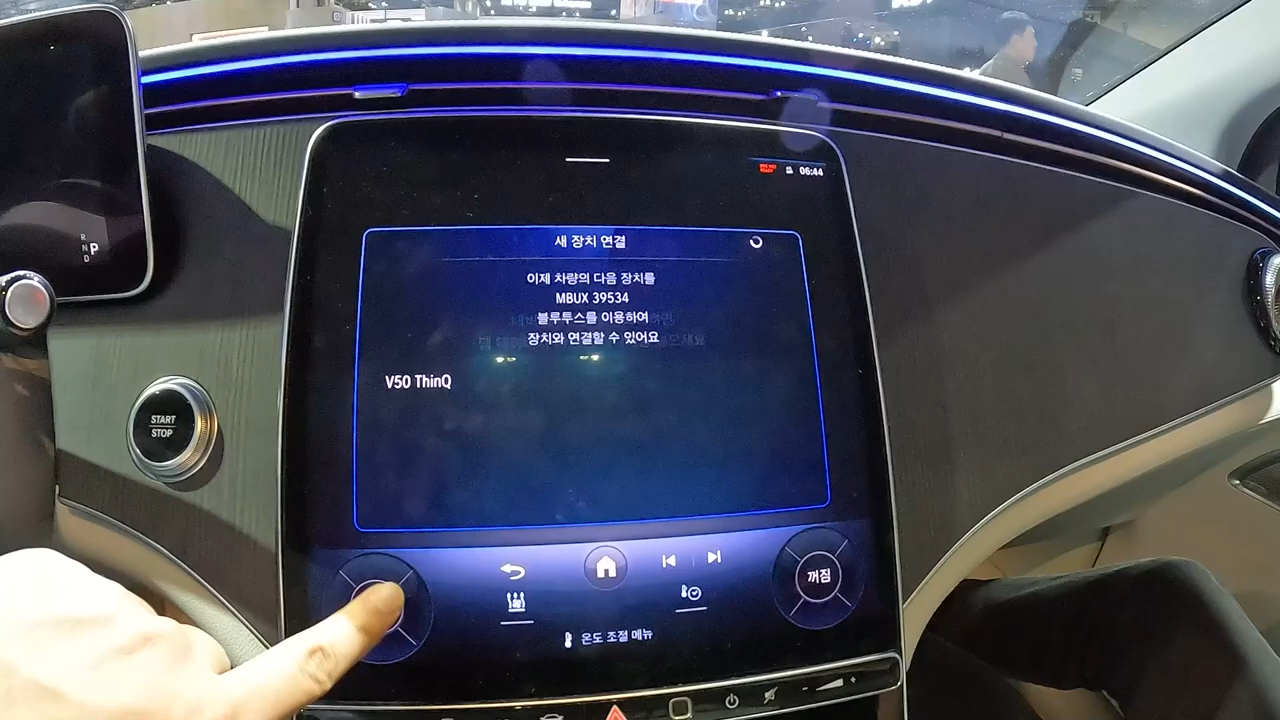 06:44
새 장치 연결
이제 차량의 다음 장치를
MBUX 39534
블루투스를 이용하여
장치와 연결할 수 있어요
V50 ThinQ
R
N
D
P
START
STOP
꺼짐
온도 조절 메뉴
- +